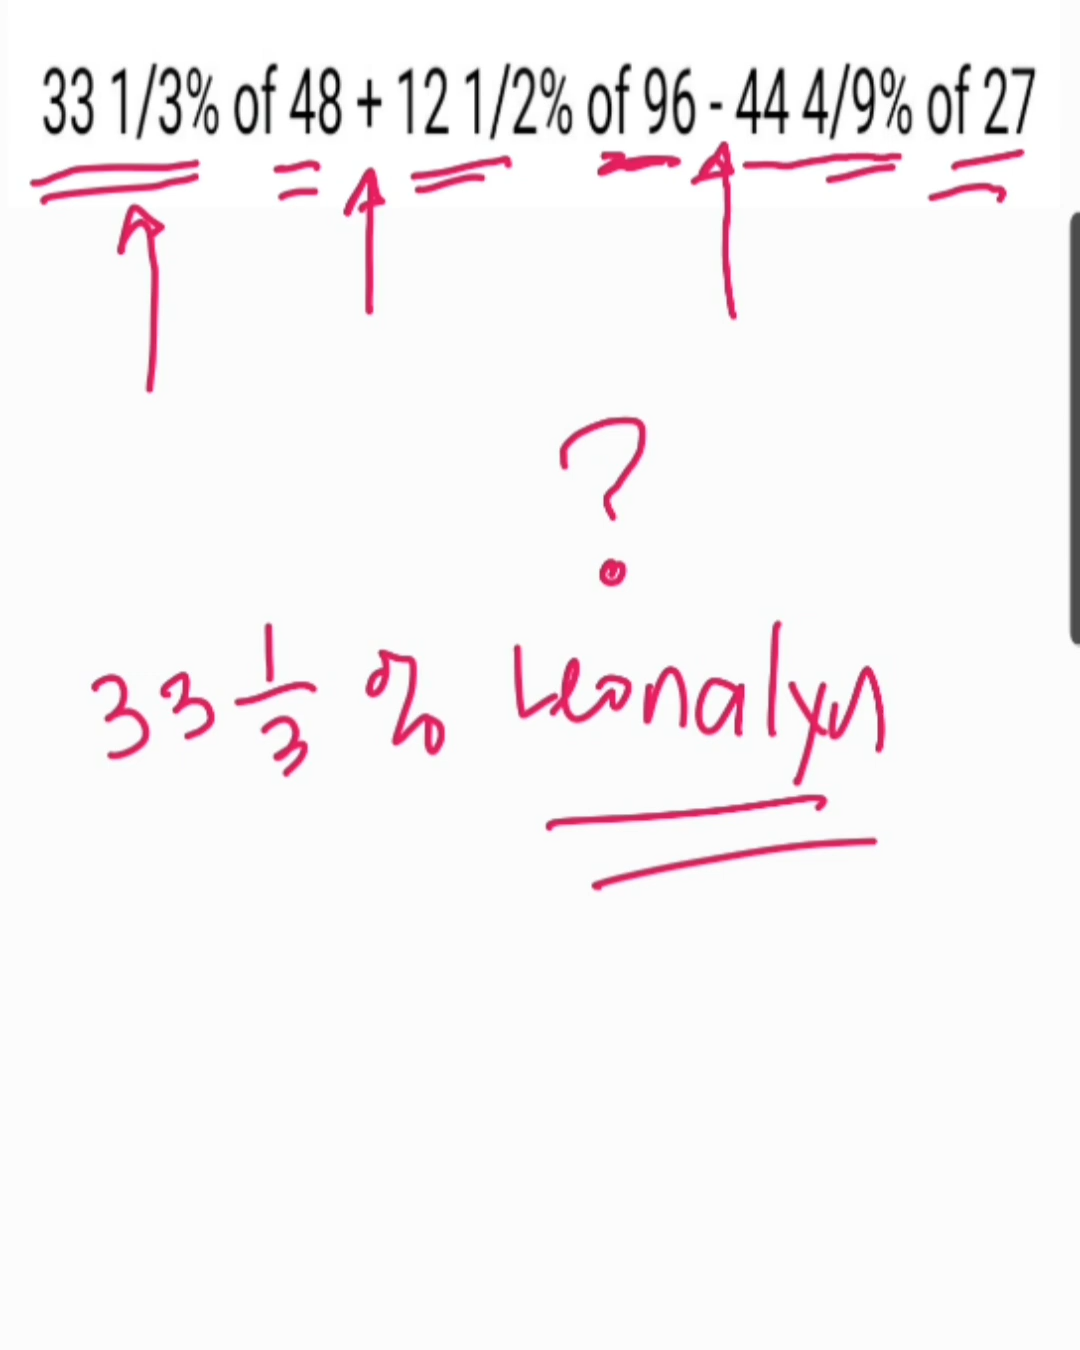 33 1/3% of 48 + 12 1/2% of 96 - 44 4/9% of 27
?
33 1/3 % Leonalyn